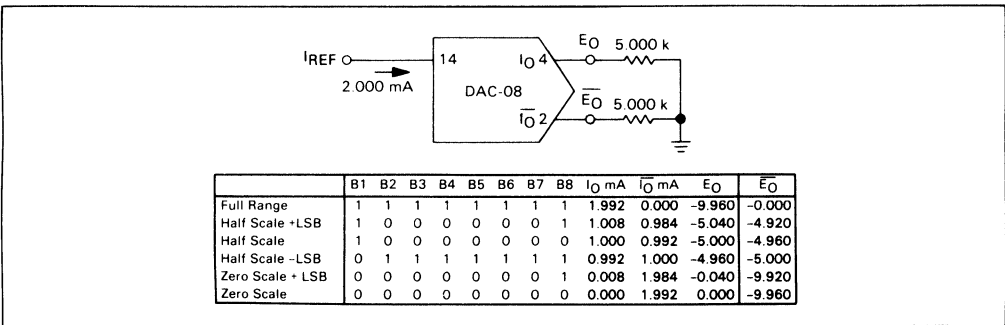 IREF
2.000 mA
14
DAC-08
IO 4
I̅O̅ 2
EO 5.000 k
E̅O̅ 5.000 k
B1 B2 B3 B4 B5 B6 B7 B8 IO mA I̅O̅ mA EO E̅O̅
Full Range 1 1 1 1 1 1 1 1 1.992 0.000 -9.960 -0.000
Half Scale +LSB 1 0 0 0 0 0 0 1 1.008 0.984 -5.040 -4.920
Half Scale 1 0 0 0 0 0 0 0 1.000 0.992 -5.000 -4.960
Half Scale -LSB 0 1 1 1 1 1 1 1 0.992 1.000 -4.960 -5.000
Zero Scale + LSB 0 0 0 0 0 0 0 1 0.008 1.984 -0.040 -9.920
Zero Scale 0 0 0 0 0 0 0 0 0.000 1.992 0.000 -9.960